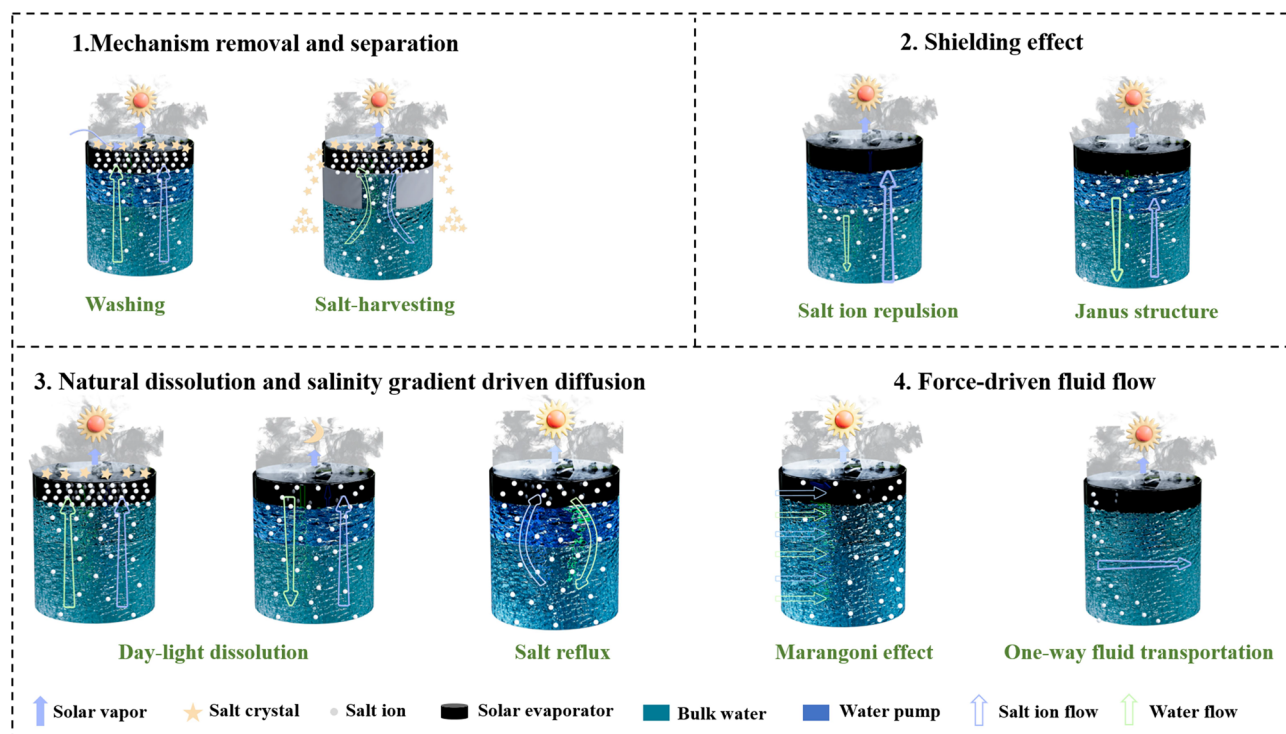 1.Mechanism removal and separation
2. Shielding effect
Washing
Salt-harvesting
Salt ion repulsion
Janus structure
3. Natural dissolution and salinity gradient driven diffusion
4. Force-driven fluid flow
Day-light dissolution
Salt reflux
Marangoni effect
One-way fluid transportation
Solar vapor
Salt crystal
Salt ion
Solar evaporator
Bulk water
Water pump
Salt ion flow
Water flow